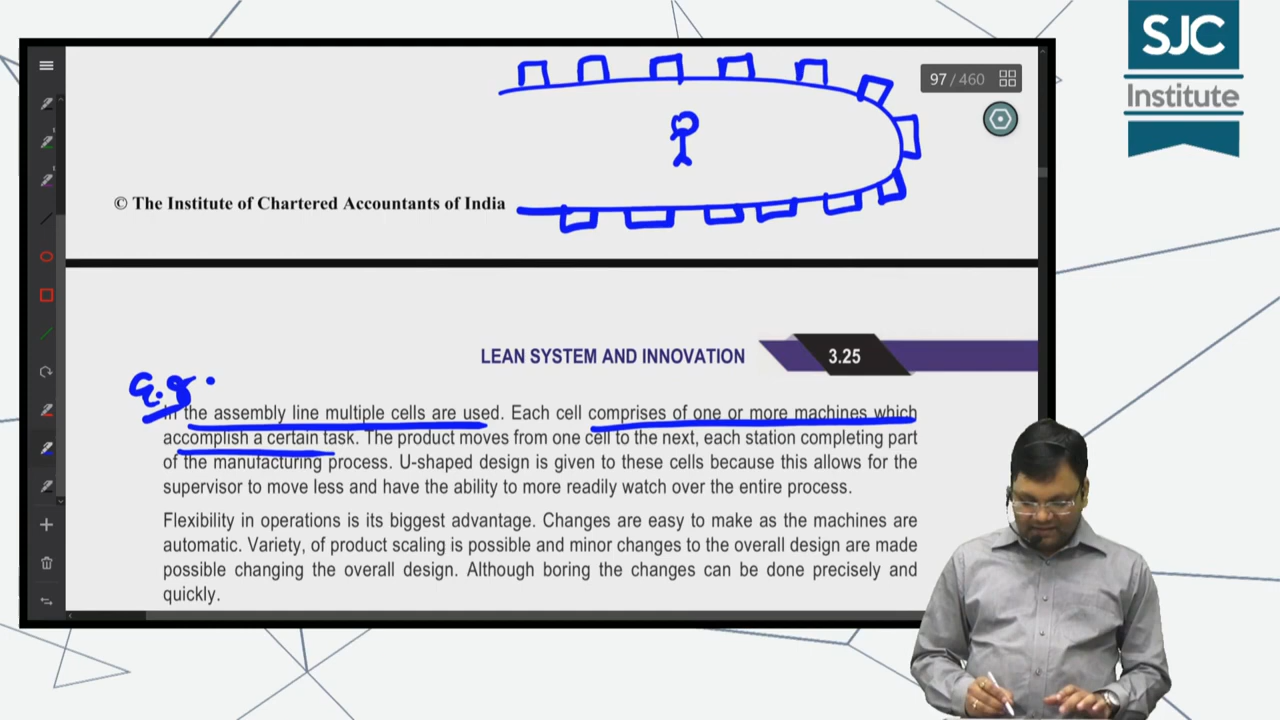 SJC
Institute
97 / 460
© The Institute of Chartered Accountants of India
LEAN SYSTEM AND INNOVATION
3.25
e.g.
In the assembly line multiple cells are used. Each cell comprises of one or more machines which
accomplish a certain task. The product moves from one cell to the next, each station completing part
of the manufacturing process. U-shaped design is given to these cells because this allows for the
supervisor to move less and have the ability to more readily watch over the entire process.
Flexibility in operations is its biggest advantage. Changes are easy to make as the machines are
automatic. Variety, of product scaling is possible and minor changes to the overall design are made
possible changing the overall design. Although boring the changes can be done precisely and
quickly.